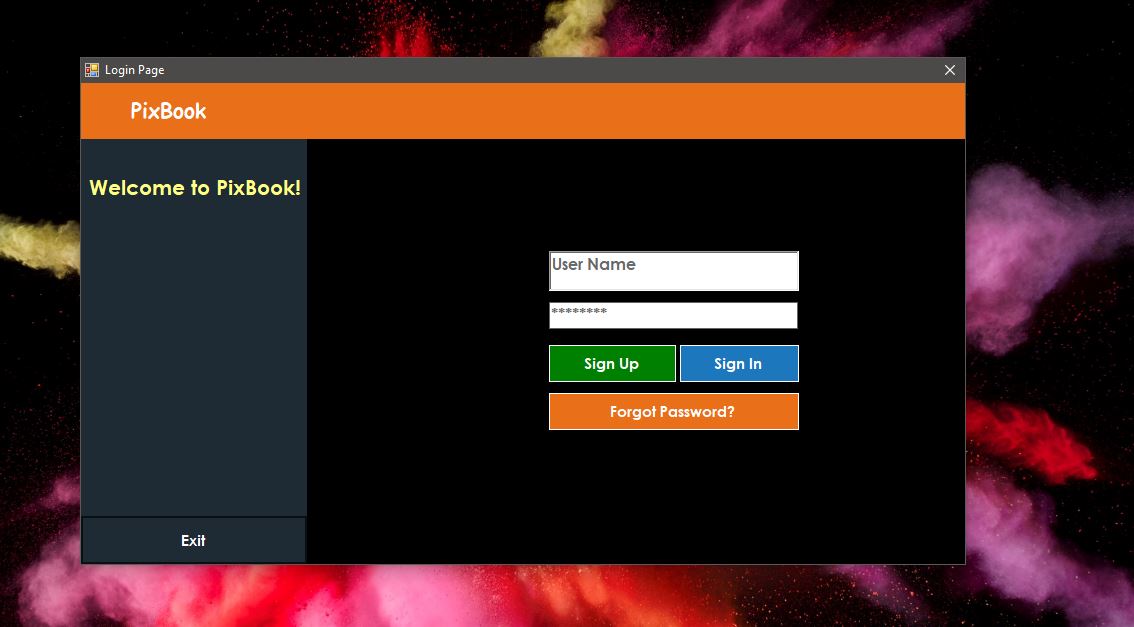 Login Page
PixBook
Welcome to PixBook!
User Name
********
Sign Up
Sign In
Forgot Password?
Exit